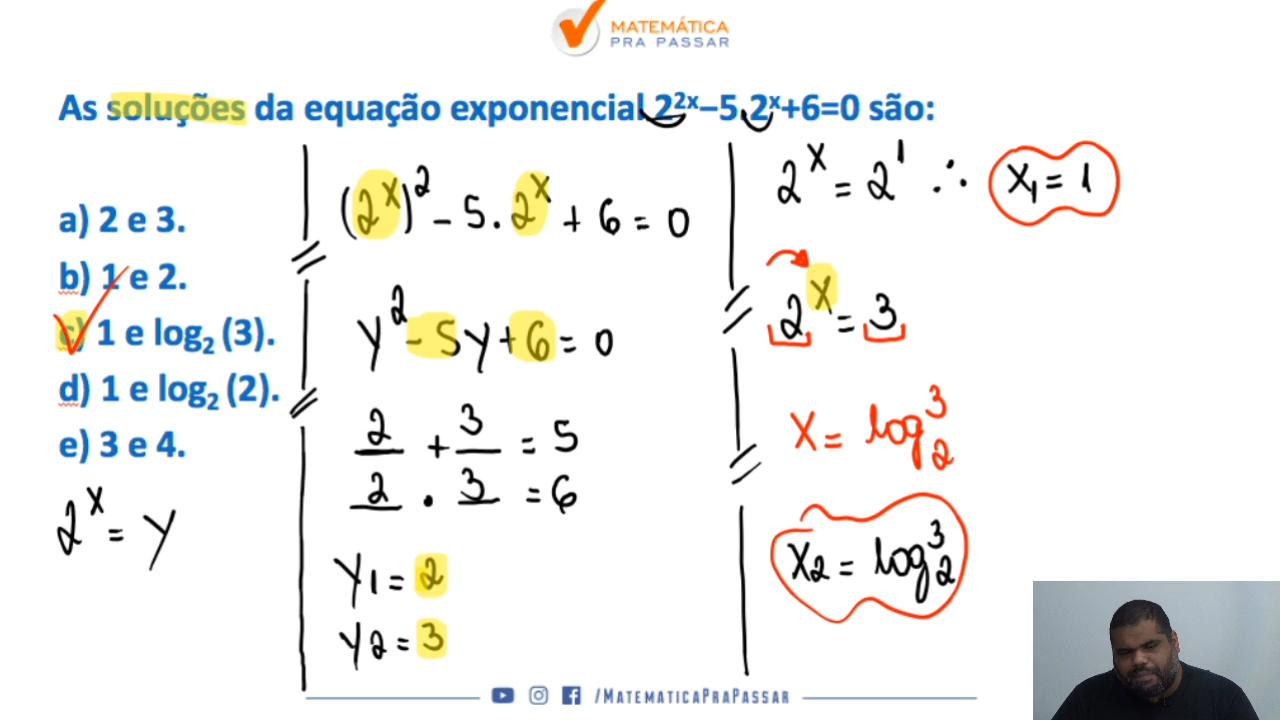 MATEMÁTICA
PRA PASSAR
As soluções da equação exponencial 2²ˣ–5.2ˣ+6=0 são:
a) 2 e 3.
b) 1 e 2.
c) 1 e log₂ (3).
d) 1 e log₂ (2).
e) 3 e 4.
2ˣ = y
(2ˣ)² - 5.2ˣ + 6 = 0
y² - 5y + 6 = 0
2 + 3 = 5
2 . 3 = 6
y1 = 2
y2 = 3
2ˣ = 2¹ ∴ x₁ = 1
2ˣ = 3
x = log₂³
x2 = log₂³
/MATEMATICAPRAPASSAR